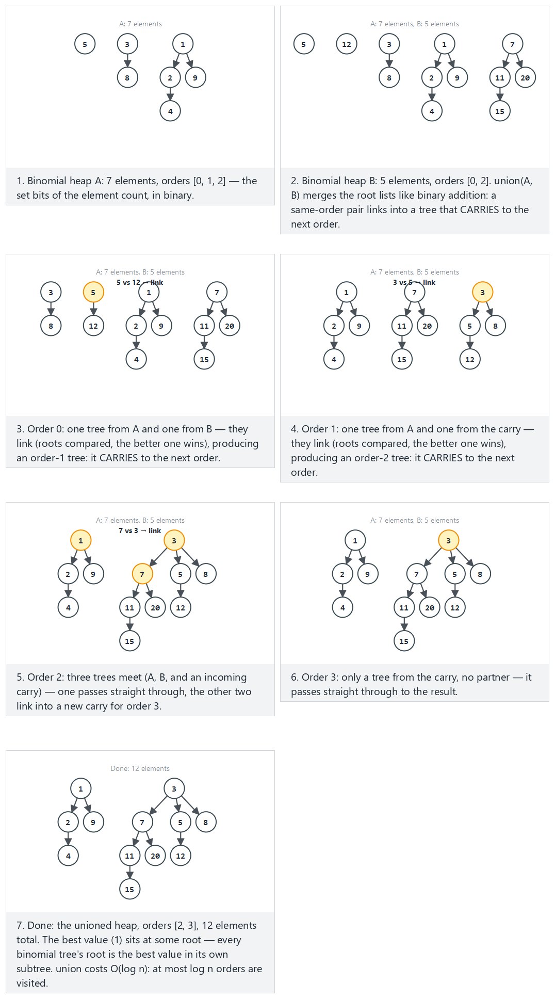 A: 7 elements
5 3 1
8 2 9
4
1. Binomial heap A: 7 elements, orders [0, 1, 2] — the
set bits of the element count, in binary.
A: 7 elements, B: 5 elements
5 12 3 1 7
8 2 9 11 20
4 15
2. Binomial heap B: 5 elements, orders [0, 2]. union(A,
B) merges the root lists like binary addition: a
same-order pair links into a tree that CARRIES to the
next order.
A: 7 elements, B: 5 elements
5 vs 12 → link
3 5 1 7
8 12 2 9 11 20
4 15
3. Order 0: one tree from A and one from B — they
link (roots compared, the better one wins), producing
an order-1 tree: it CARRIES to the next order.
A: 7 elements, B: 5 elements
3 vs 5 → link
1 7 3
2 9 11 20 5 8
4 15 12
4. Order 1: one tree from A and one from the carry —
they link (roots compared, the better one wins),
producing an order-2 tree: it CARRIES to the next
order.
A: 7 elements, B: 5 elements
7 vs 3 → link
1 3
2 9 7 5 8
4 11 20 12
15
5. Order 2: three trees meet (A, B, and an incoming
carry) — one passes straight through, the other two
link into a new carry for order 3.
A: 7 elements, B: 5 elements
1 3
2 9 7 5 8
4 11 20 12
15
6. Order 3: only a tree from the carry, no partner — it
passes straight through to the result.
Done: 12 elements
1 3
2 9 7 5 8
4 11 20 12
15
7. Done: the unioned heap, orders [2, 3], 12 elements
total. The best value (1) sits at some root — every
binomial tree's root is the best value in its own
subtree. union costs O(log n): at most log n orders are
visited.